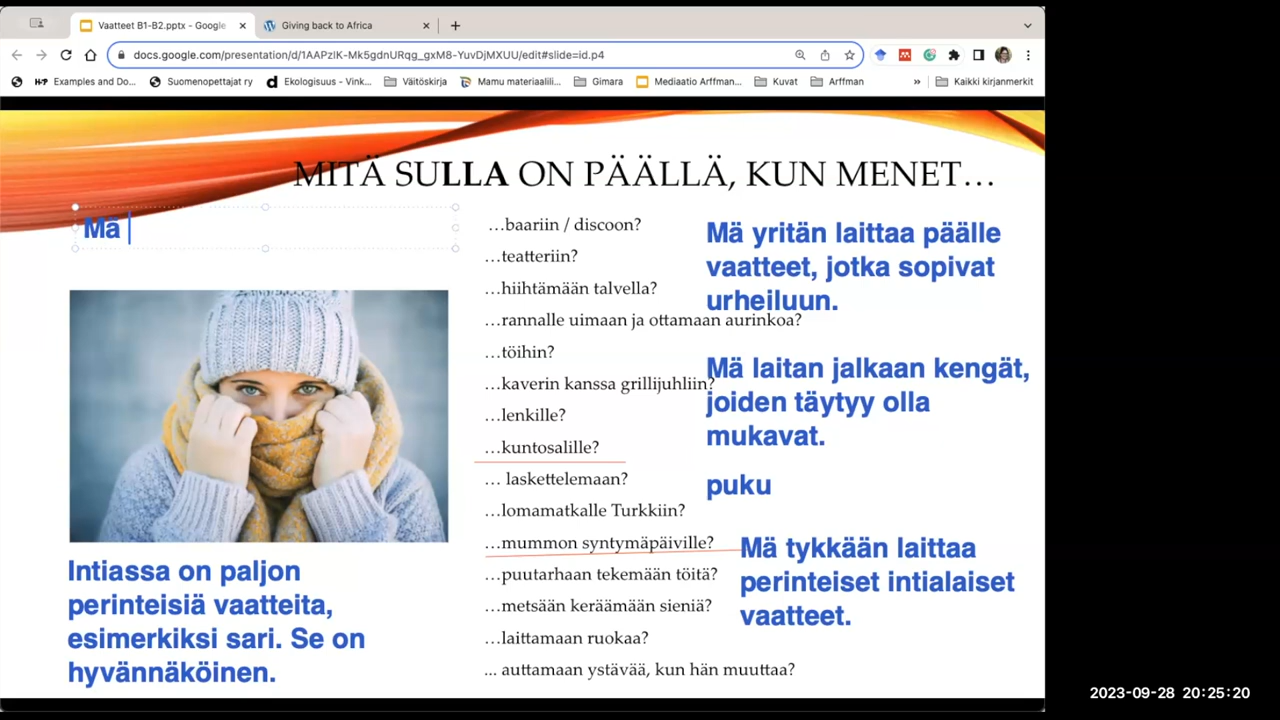 Vaatteet B1-B2.pptx - Google
Giving back to Africa
docs.google.com/presentation/d/1AAPzIK-Mk5gdnURqg_gxM8-YuvDjMXUU/edit#slide=id.p4
Examples and Do...
Suomenopettajat ry
Ekologisuus - Vink...
Väitöskirja
Mamu materiaalili...
Gimara
Mediaatio Arffman...
Kuvat
Arffman
»
Kaikki kirjanmerkit
MITÄ SULLA ON PÄÄLLÄ, KUN MENET…
Mä
…baariin / discoon?
…teatteriin?
…hiihtämään talvella?
…rannalle uimaan ja ottamaan aurinkoa?
…töihin?
…kaverin kanssa grillijuhliin?
…lenkille?
…kuntosalille?
… laskettelemaan?
…lomamatkalle Turkkiin?
…mummon syntymäpäiville?
…puutarhaan tekemään töitä?
…metsään keräämään sieniä?
…laittamaan ruokaa?
... auttamaan ystävää, kun hän muuttaa?
Mä yritän laittaa päälle
vaatteet, jotka sopivat
urheiluun.
Mä laitan jalkaan kengät,
joiden täytyy olla
mukavat.
puku
Mä tykkään laittaa
perinteiset intialaiset
vaatteet.
Intiassa on paljon
perinteisiä vaatteita,
esimerkiksi sari. Se on
hyvännäköinen.
2023-09-28 20:25:20